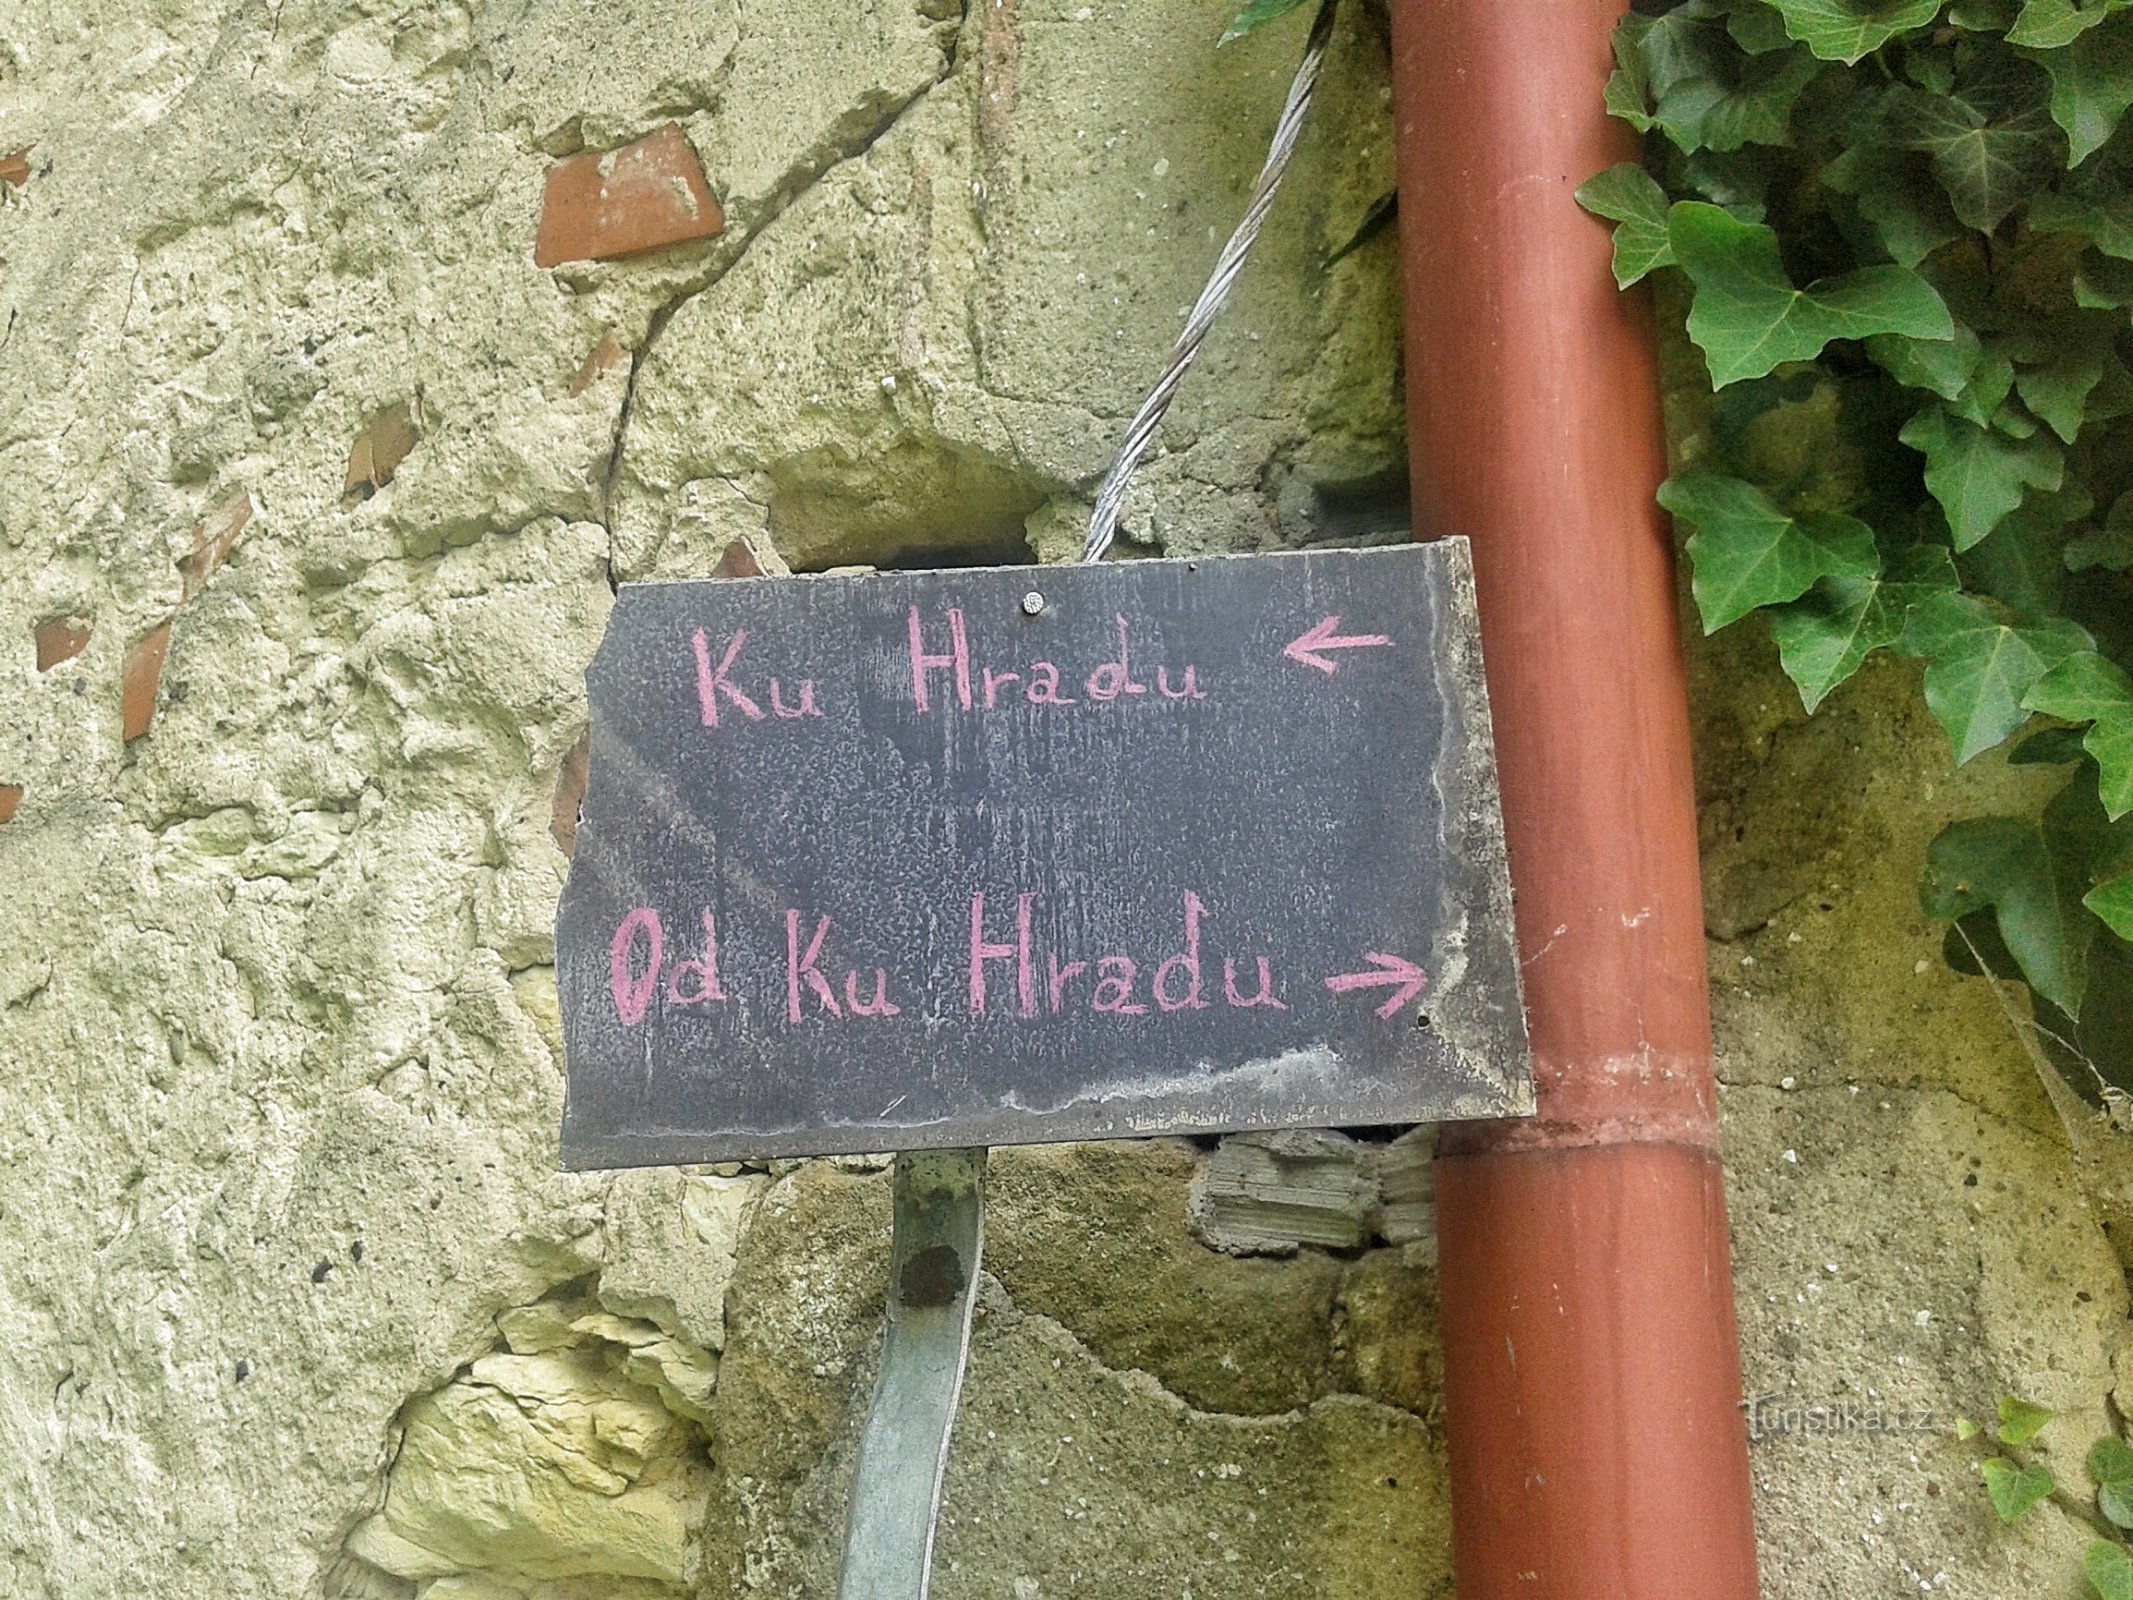 Ku Hradu ←
Od Ku Hradu →
Turistika.cz